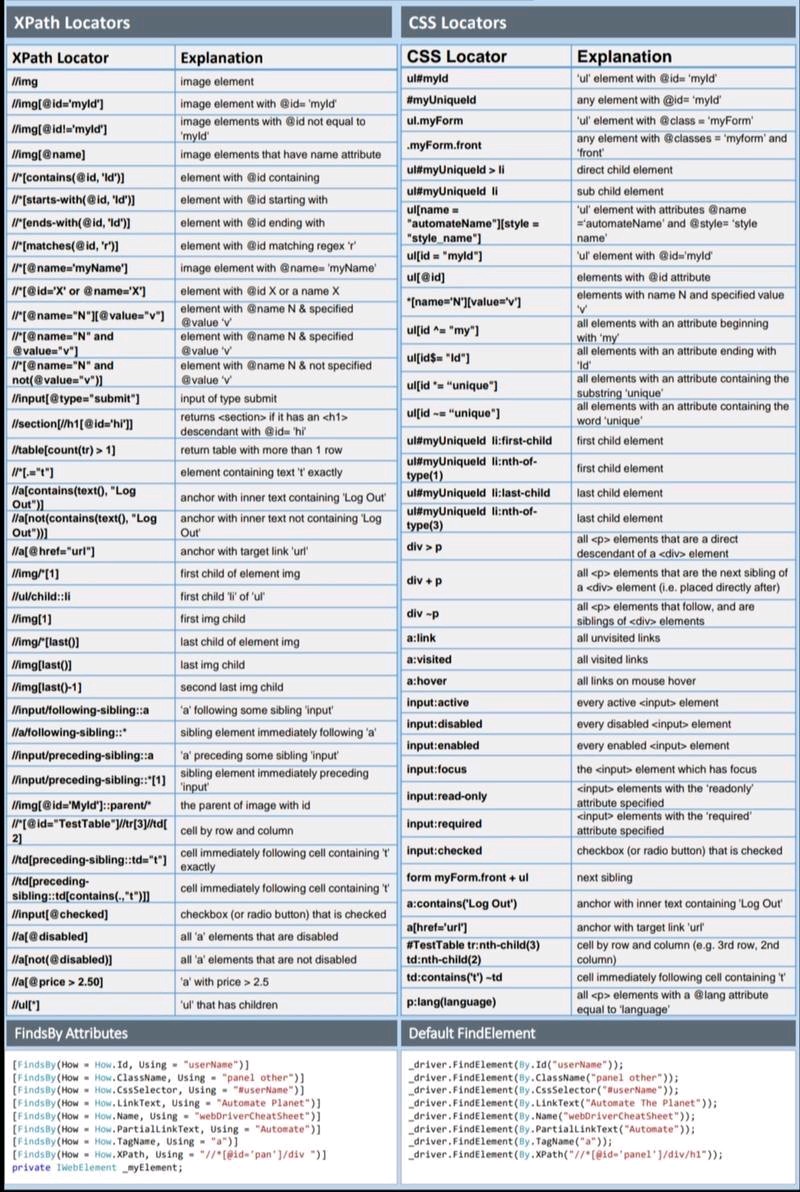 XPath Locators
XPath Locator Explanation
//img image element
//img[@id='myId'] image element with @id= 'myId'
//img[@id!='myId'] image elements with @id not equal to
'myId'
//img[@name] image elements that have name attribute
//*[contains(@id, 'Id')] element with @id containing
//*[starts-with(@id, 'Id')] element with @id starting with
//*[ends-with(@id, 'Id')] element with @id ending with
//*[matches(@id, 'r')] element with @id matching regex 'r'
//*[@name='myName'] image element with @name= 'myName'
//*[@id='X' or @name='X'] element with @id X or a name X
//*[@name="N"][@value="v"] element with @name N & specified
@value 'v'
//*[@name="N" and element with @name N & specified
@value="v"] @value 'v'
//*[@name="N" and element with @name N & not specified
not(@value="v")] @value 'v'
//input[@type="submit"] input of type submit
//section[//h1[@id='hi']] returns <section> if it has an <h1>
descendant with @id= 'hi'
//table[count(tr) > 1] return table with more than 1 row
//*[.="t"] element containing text 't' exactly
//a[contains(text(), "Log anchor with inner text containing 'Log Out'
Out")]
//a[not(contains(text(), "Log anchor with inner text not containing 'Log
Out"))] Out'
//a[@href="url"] anchor with target link 'url'
//img/*[1] first child of element img
//ul/child::li first child 'li' of 'ul'
//img[1] first img child
//img/*[last()] last child of element img
//img[last()] last img child
//img[last()-1] second last img child
//input/following-sibling::a 'a' following some sibling 'input'
//a/following-sibling::* sibling element immediately following 'a'
//input/preceding-sibling::a 'a' preceding some sibling 'input'
//input/preceding-sibling::*[1] sibling element immediately preceding
'input'
//img[@id='MyId']::parent/* the parent of image with id
//*[@id="TestTable"]//tr[3]//td[ cell by row and column
2]
//td[preceding-sibling::td="t"] cell immediately following cell containing 't'
exactly
//td[preceding- cell immediately following cell containing 't'
sibling::td[contains(.,"t")]]
//input[@checked] checkbox (or radio button) that is checked
//a[@disabled] all 'a' elements that are disabled
//a[not(@disabled)] all 'a' elements that are not disabled
//a[@price > 2.50] 'a' with price > 2.5
//ul[*] 'ul' that has children
CSS Locators
CSS Locator Explanation
ul#myId 'ul' element with @id= 'myId'
#myUniqueId any element with @id= 'myId'
ul.myForm 'ul' element with @class = 'myForm'
.myForm.front any element with @classes = 'myform' and
'front'
ul#myUniqueId > li direct child element
ul#myUniqueId li sub child element
ul[name = 'ul' element with attributes @name
"automateName"][style = ='automateName' and @style= 'style
"style_name"] name'
ul[id = "myId"] 'ul' element with @id='myId'
ul[@id] elements with @id attribute
*[name='N'][value='v'] elements with name N and specified value
'v'
ul[id ^= "my"] all elements with an attribute beginning
with 'my'
ul[id$= "Id"] all elements with an attribute ending with
'Id'
ul[id *= "unique"] all elements with an attribute containing the
substring 'unique'
ul[id ~= "unique"] all elements with an attribute containing the
word 'unique'
ul#myUniqueId li:first-child first child element
ul#myUniqueId li:nth-of- first child element
type(1)
ul#myUniqueId li:last-child last child element
ul#myUniqueId li:nth-of- last child element
type(3)
div > p all <p> elements that are a direct
descendant of a <div> element
div + p all <p> elements that are the next sibling of
a <div> element (i.e. placed directly after)
div ~p all <p> elements that follow, and are
siblings of <div> elements
a:link all unvisited links
a:visited all visited links
a:hover all links on mouse hover
input:active every active <input> element
input:disabled every disabled <input> element
input:enabled every enabled <input> element
input:focus the <input> element which has focus
input:read-only <input> elements with the 'readonly'
attribute specified
input:required <input> elements with the 'required'
attribute specified
input:checked checkbox (or radio button) that is checked
form myForm.front + ul next sibling
a:contains('Log Out') anchor with inner text containing 'Log Out'
a[href='url'] anchor with target link 'url'
#TestTable tr:nth-child(3) cell by row and column (e.g. 3rd row, 2nd
td:nth-child(2) column)
td:contains('t') ~td cell immediately following cell containing 't'
p:lang(language) all <p> elements with a @lang attribute
equal to 'language'
FindsBy Attributes
[FindsBy(How = How.Id, Using = "userName")]
[FindsBy(How = How.ClassName, Using = "panel other")]
[FindsBy(How = How.CssSelector, Using = "#userName")]
[FindsBy(How = How.LinkText, Using = "Automate Planet")]
[FindsBy(How = How.Name, Using = "webDriverCheatSheet")]
[FindsBy(How = How.PartialLinkText, Using = "Automate")]
[FindsBy(How = How.TagName, Using = "a")]
[FindsBy(How = How.XPath, Using = "//*[@id='pan']/div ")]
private IWebElement _myElement;
Default FindElement
_driver.FindElement(By.Id("userName"));
_driver.FindElement(By.ClassName("panel other"));
_driver.FindElement(By.CssSelector("#userName"));
_driver.FindElement(By.LinkText("Automate The Planet"));
_driver.FindElement(By.Name("webDriverCheatSheet"));
_driver.FindElement(By.PartialLinkText("Automate"));
_driver.FindElement(By.TagName("a"));
_driver.FindElement(By.XPath("//*[@id='panel']/div/h1"));